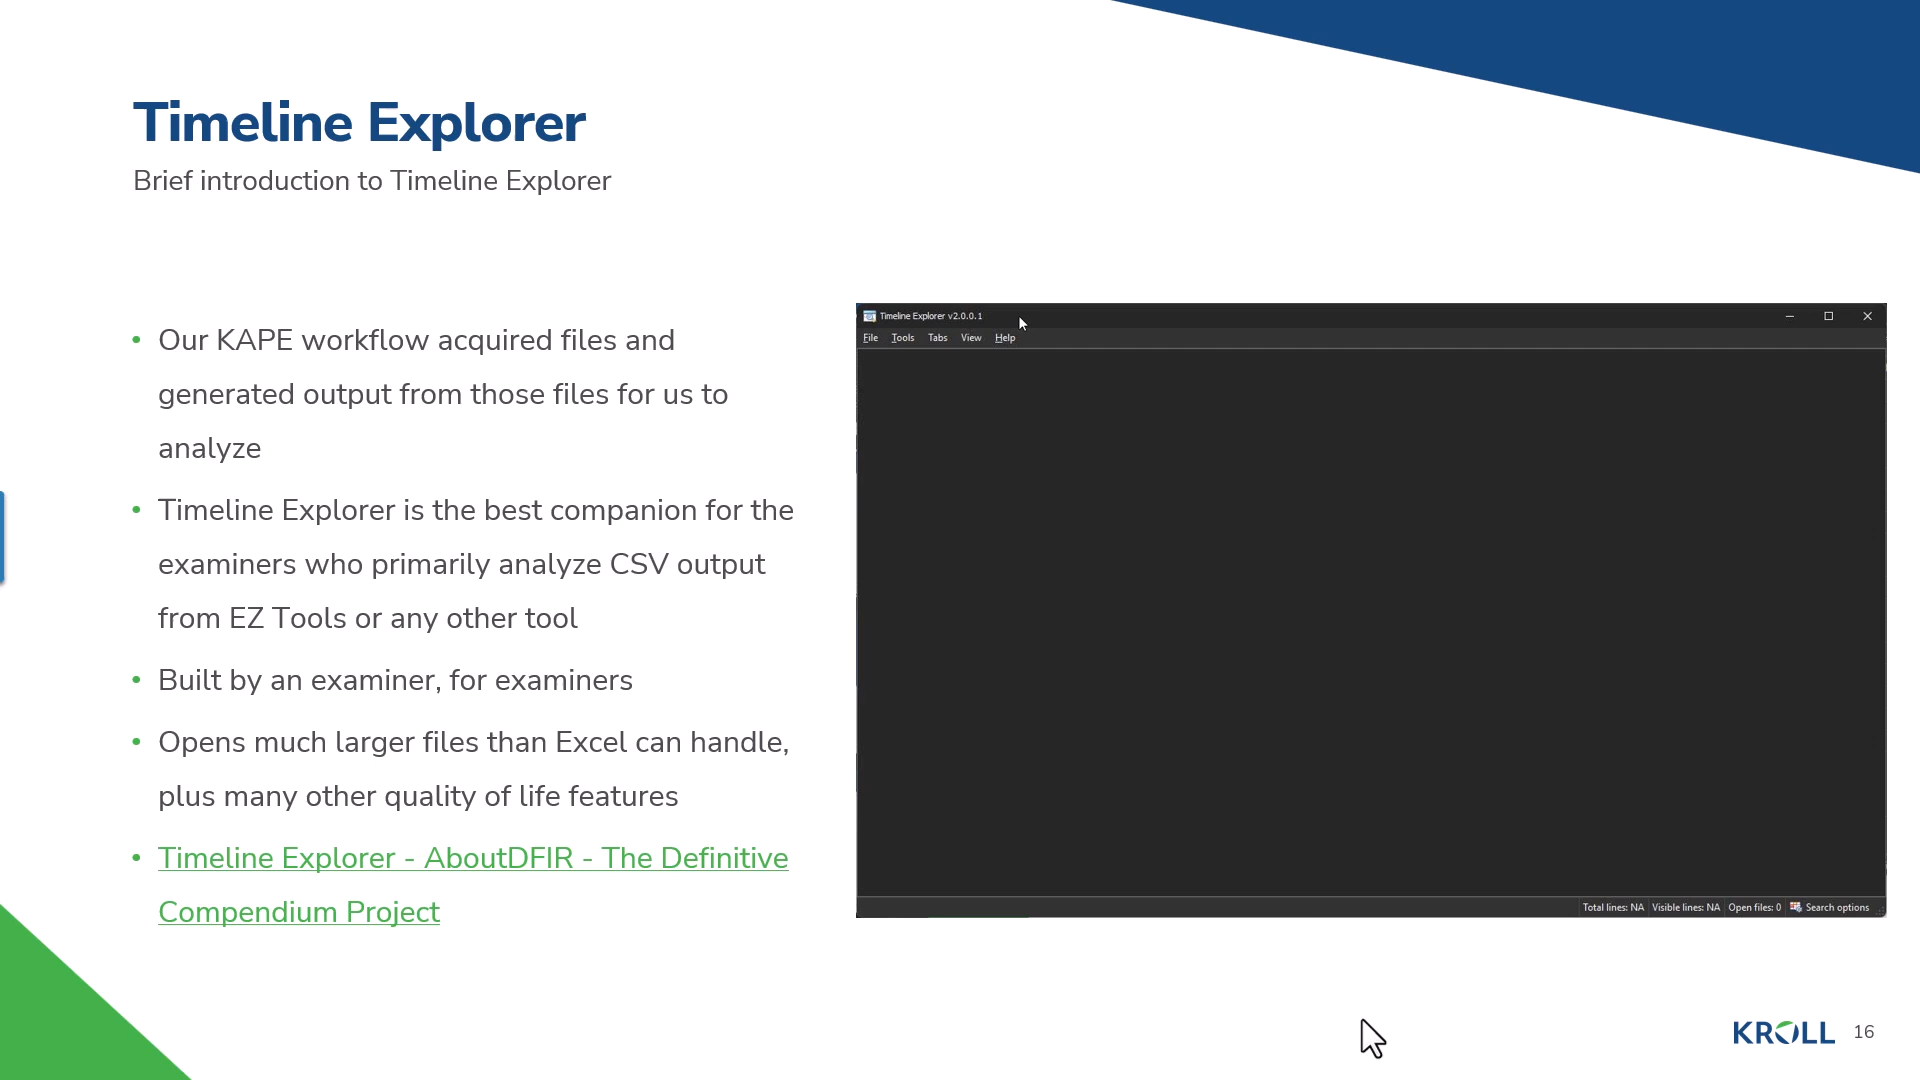 Timeline Explorer
Brief introduction to Timeline Explorer
• Our KAPE workflow acquired files and
generated output from those files for us to
analyze
• Timeline Explorer is the best companion for the
examiners who primarily analyze CSV output
from EZ Tools or any other tool
• Built by an examiner, for examiners
• Opens much larger files than Excel can handle,
plus many other quality of life features
• Timeline Explorer - AboutDFIR - The Definitive
Compendium Project
Timeline Explorer v2.0.0.1
File Tools Tabs View Help
Total lines: NA Visible lines: NA Open files: 0 Search options
KROLL 16